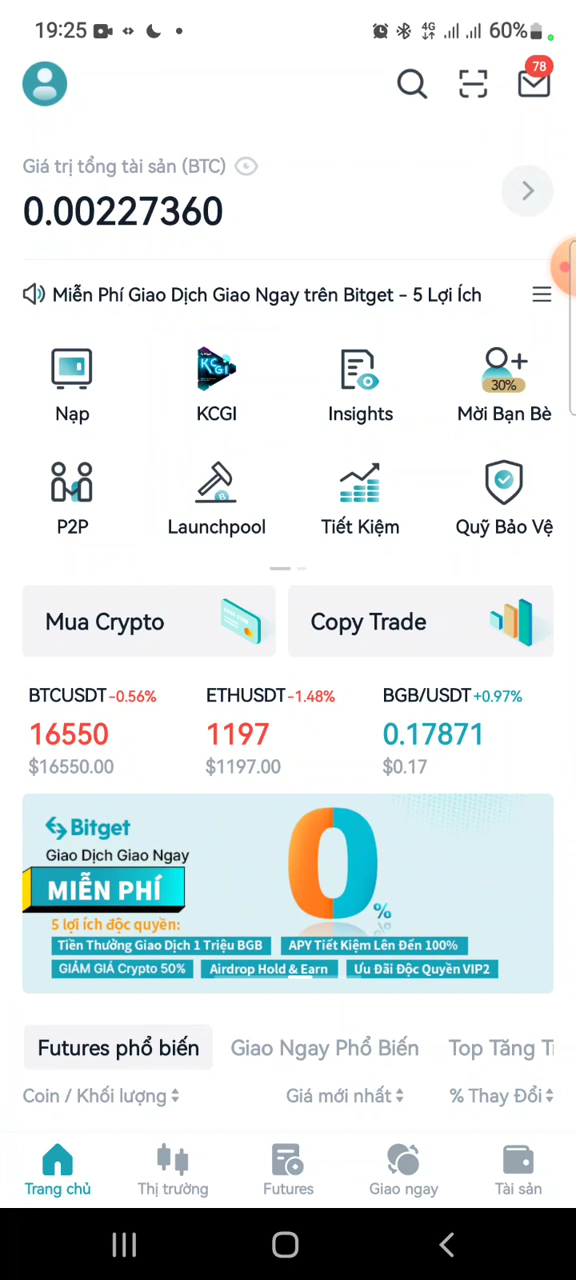 19:25
4G
60%
78
Giá trị tổng tài sản (BTC)
0.00227360
Miễn Phí Giao Dịch Giao Ngay trên Bitget - 5 Lợi Ích
KCGI
30%
Nạp KCGI Insights Mời Bạn Bè
P2P Launchpool Tiết Kiệm Quỹ Bảo Vệ
Mua Crypto Copy Trade
BTCUSDT -0.56% ETHUSDT -1.48% BGB/USDT +0.97%
16550 1197 0.17871
$16550.00 $1197.00 $0.17
Bitget
Giao Dịch Giao Ngay
MIỄN PHÍ
0%
5 lợi ích độc quyền:
Tiền Thưởng Giao Dịch 1 Triệu BGB APY Tiết Kiệm Lên Đến 100%
GIẢM GIÁ Crypto 50% Airdrop Hold & Earn Ưu Đãi Độc Quyền VIP2
Futures phổ biến Giao Ngay Phổ Biến Top Tăng
Coin / Khối lượng Giá mới nhất % Thay Đổi
Trang chủ Thị trường Futures Giao ngay Tài sản